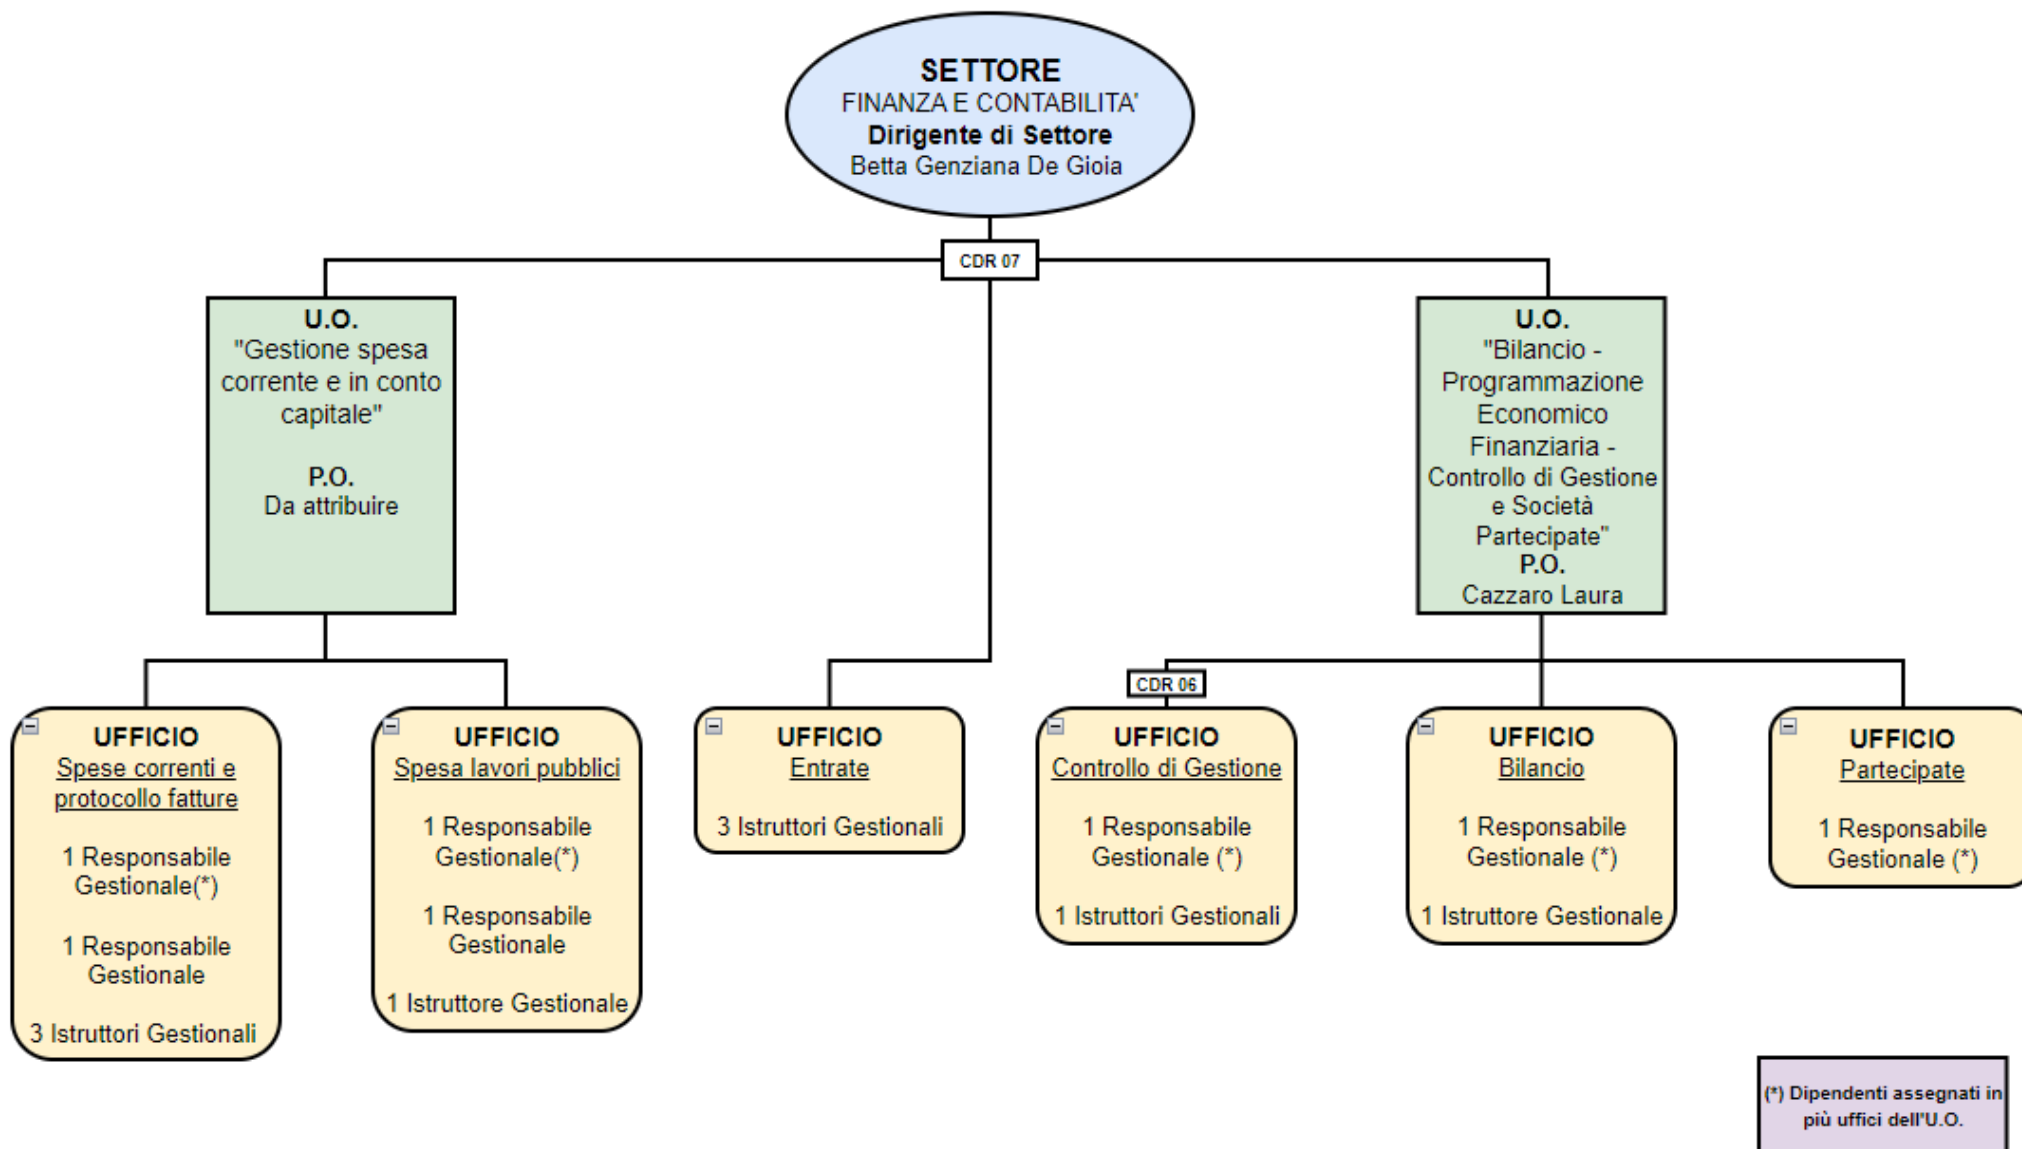 SETTORE
FINANZA E CONTABILITA'
Dirigente di Settore
Betta Genziana De Gioia
CDR 07
U.O.
"Gestione spesa
corrente e in conto
capitale"
P.O.
Da attribuire
U.O.
"Bilancio -
Programmazione
Economico
Finanziaria -
Controllo di Gestione
e Società
Partecipate"
P.O.
Cazzaro Laura
CDR 06
UFFICIO
Spese correnti e
protocollo fatture
1 Responsabile
Gestionale(*)
1 Responsabile
Gestionale
3 Istruttori Gestionali
UFFICIO
Spesa lavori pubblici
1 Responsabile
Gestionale(*)
1 Responsabile
Gestionale
1 Istruttore Gestionale
UFFICIO
Entrate
3 Istruttori Gestionali
UFFICIO
Controllo di Gestione
1 Responsabile
Gestionale (*)
1 Istruttori Gestionali
UFFICIO
Bilancio
1 Responsabile
Gestionale (*)
1 Istruttore Gestionale
UFFICIO
Partecipate
1 Responsabile
Gestionale (*)
(*) Dipendenti assegnati in
più uffici dell'U.O.